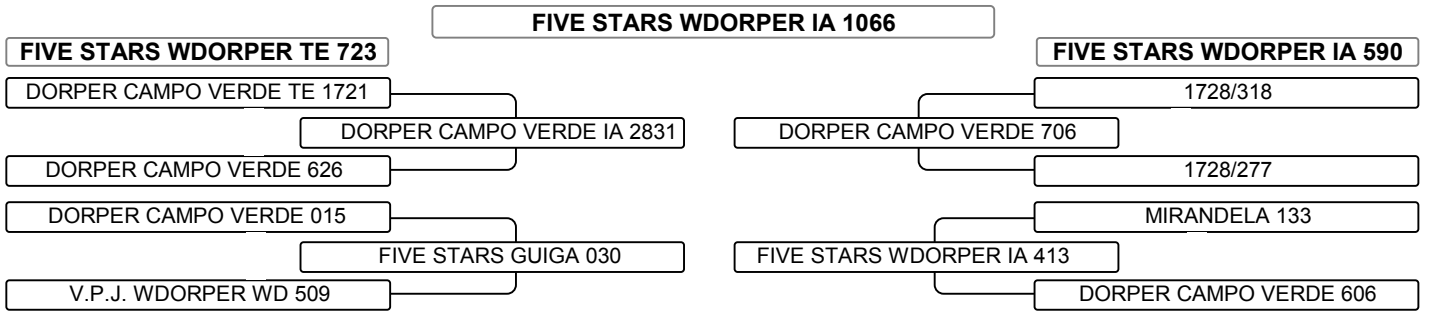 FIVE STARS WDORPER IA 1066
FIVE STARS WDORPER TE 723
FIVE STARS WDORPER IA 590
DORPER CAMPO VERDE TE 1721
1728/318
DORPER CAMPO VERDE IA 2831
DORPER CAMPO VERDE 706
DORPER CAMPO VERDE 626
1728/277
DORPER CAMPO VERDE 015
MIRANDELA 133
FIVE STARS GUIGA 030
FIVE STARS WDORPER IA 413
V.P.J. WDORPER WD 509
DORPER CAMPO VERDE 606